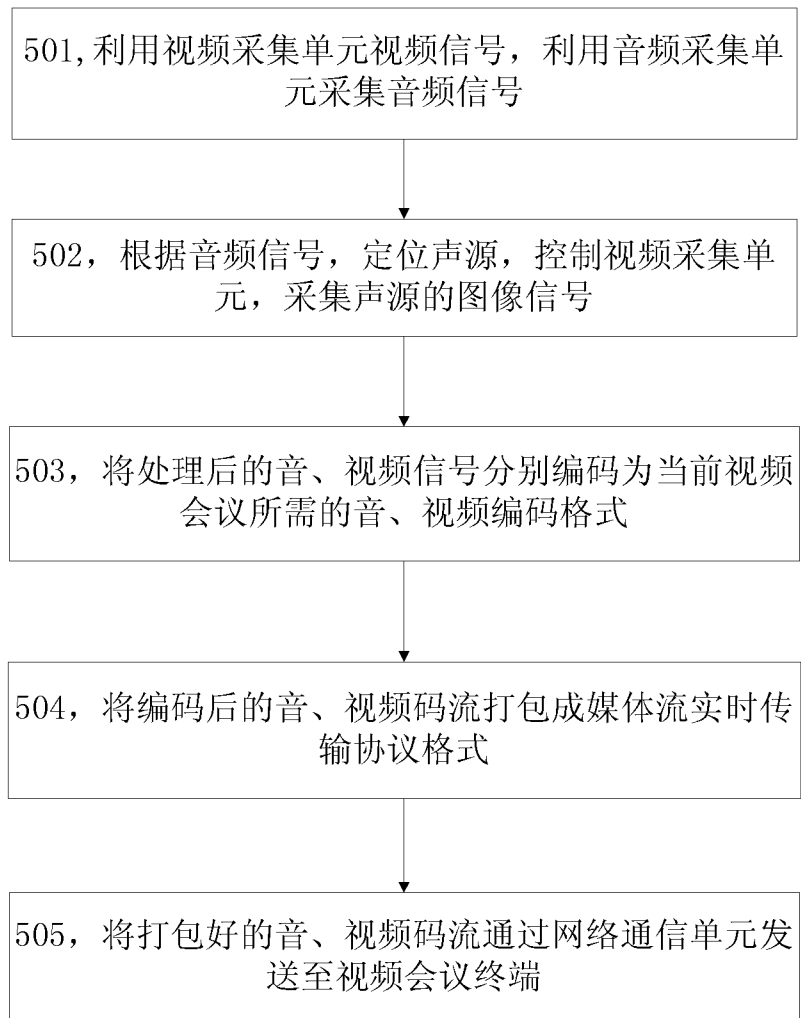 501,利用视频采集单元视频信号，利用音频采集单
元采集音频信号
502，根据音频信号，定位声源，控制视频采集单
元，采集声源的图像信号
503，将处理后的音、视频信号分别编码为当前视频
会议所需的音、视频编码格式
504，将编码后的音、视频码流打包成媒体流实时传
输协议格式
505，将打包好的音、视频码流通过网络通信单元发
送至视频会议终端